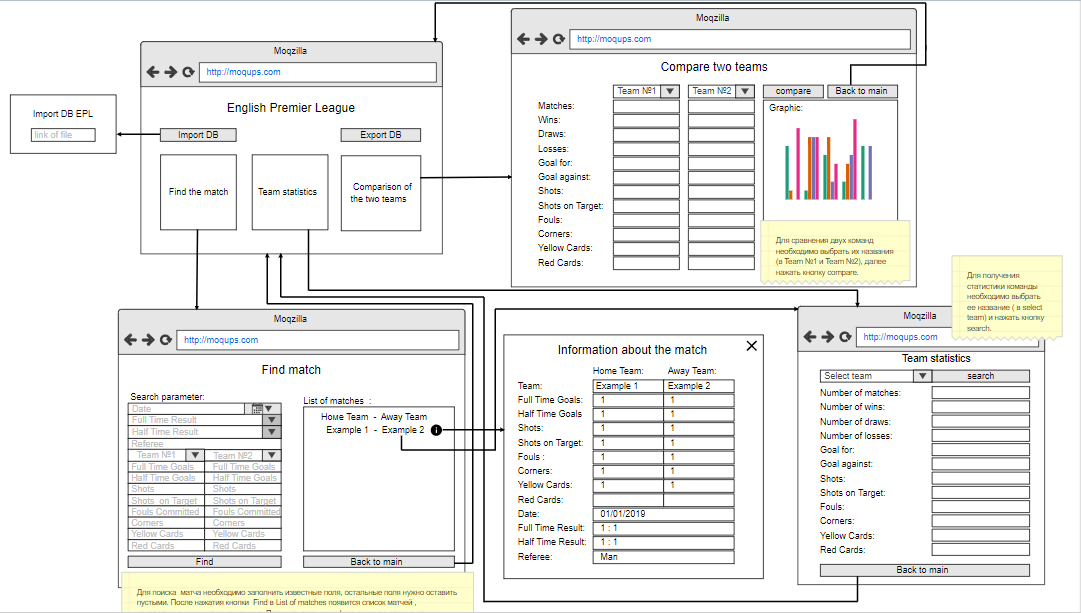 Moqzilla
http://moqups.com
English Premier League
Import DB
Export DB
Find the match
Team statistics
Comparison of
the two teams
Import DB EPL
link of file
Moqzilla
http://moqups.com
Compare two teams
Team №1
Team №2
compare
Back to main
Graphic:
Matches:
Wins:
Draws:
Losses:
Goal for:
Goal against:
Shots:
Shots on Target:
Fouls:
Corners:
Yellow Cards:
Red Cards:
Для сравнения двух команд
необходимо выбрать их названия
(в Team №1 и Team №2), далее
нажать кнопку compare.
Для получения
статистики команды
необходимо выбрать
ее название ( в select
team) и нажать кнопку
search.
Moqzilla
http://moqups.com
Find match
Search parameter:
Date
Full Time Result
Half Time Result
Referee
Team №1
Team №2
Full Time Goals Full Time Goals
Half Time Goals Half Time Goals
Shots Shots
Shots on Target Shots on Target
Fouls Committed Fouls Committed
Corners Corners
Yellow Cards Yellow Cards
Red Cards Red Cards
Find
List of matches :
Home Team - Away Team
Example 1 - Example 2
Back to main
Для поиска матча необходимо заполнить известные поля, остальные поля нужно оставить
пустыми. После нажатия кнопки Find в List of matches появится список матчей ,
Information about the match
Home Team: Away Team:
Team: Example 1 Example 2
Full Time Goals: 1 1
Half Time Goals 1 1
Shots: 1 1
Shots on Target: 1 1
Fouls : 1 1
Corners: 1 1
Yellow Cards: 1 1
Red Cards:
Date: 01/01/2019
Full Time Result: 1 : 1
Half Time Result: 1 : 1
Referee: Man
Moqzilla
http://moqups.com
Team statistics
Select team
search
Number of matches:
Number of wins:
Number of draws:
Number of losses:
Goal for:
Goal against:
Shots:
Shots on Target:
Fouls:
Corners:
Yellow Cards:
Red Cards:
Back to main